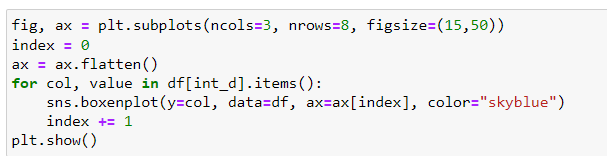 fig, ax = plt.subplots(ncols=3, nrows=8, figsize=(15,50))
index = 0
ax = ax.flatten()
for col, value in df[int_d].items():
    sns.boxenplot(y=col, data=df, ax=ax[index], color="skyblue")
    index += 1
plt.show()